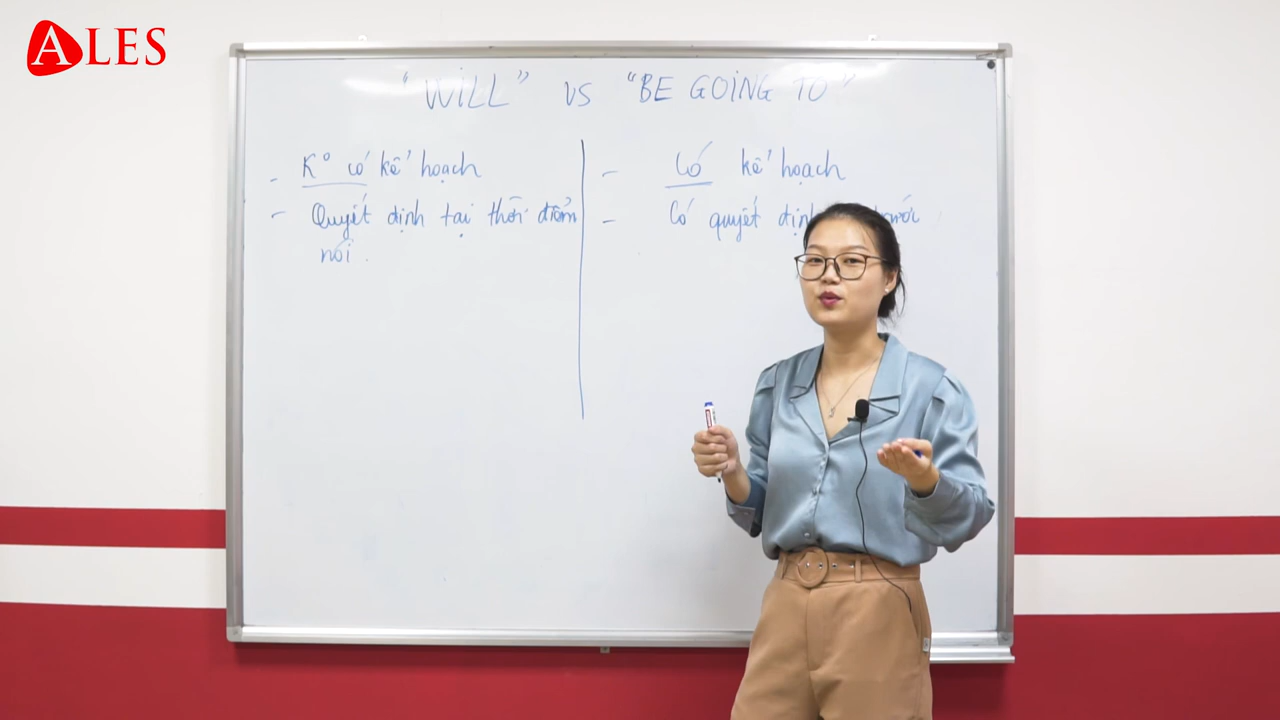 ALES
"WILL" vs "BE GOING TO"
- K° có kế hoạch
- Quyết định tại thời điểm
nói.
- Có kế hoạch
- Có quyết định trước